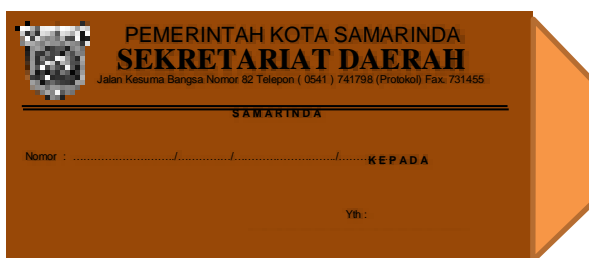 PEMERINTAH KOTA SAMARINDA
SEKRETARIAT DAERAH
Jalan Kesuma Bangsa Nomor 82 Telepon ( 0541 ) 741798 (Protokol) Fax. 731455
SAMARINDA
Nomor : ............................./.............../............................./........
KEPADA
Yth :